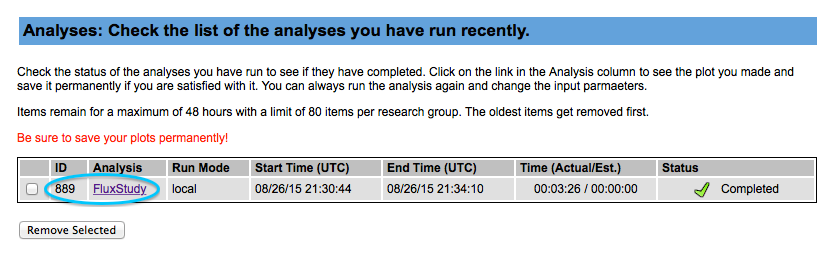 Analyses: Check the list of the analyses you have run recently.
Check the status of the analyses you have run to see if they have completed. Click on the link in the Analysis column to see the plot you made and
save it permanently if you are satisfied with it. You can always run the analysis again and change the input parmaeters.
Items remain for a maximum of 48 hours with a limit of 80 items per research group. The oldest items get removed first.
Be sure to save your plots permanently!
ID Analysis Run Mode Start Time (UTC) End Time (UTC) Time (Actual/Est.) Status
889 FluxStudy local 08/26/15 21:30:44 08/26/15 21:34:10 00:03:26 / 00:00:00 Completed
Remove Selected